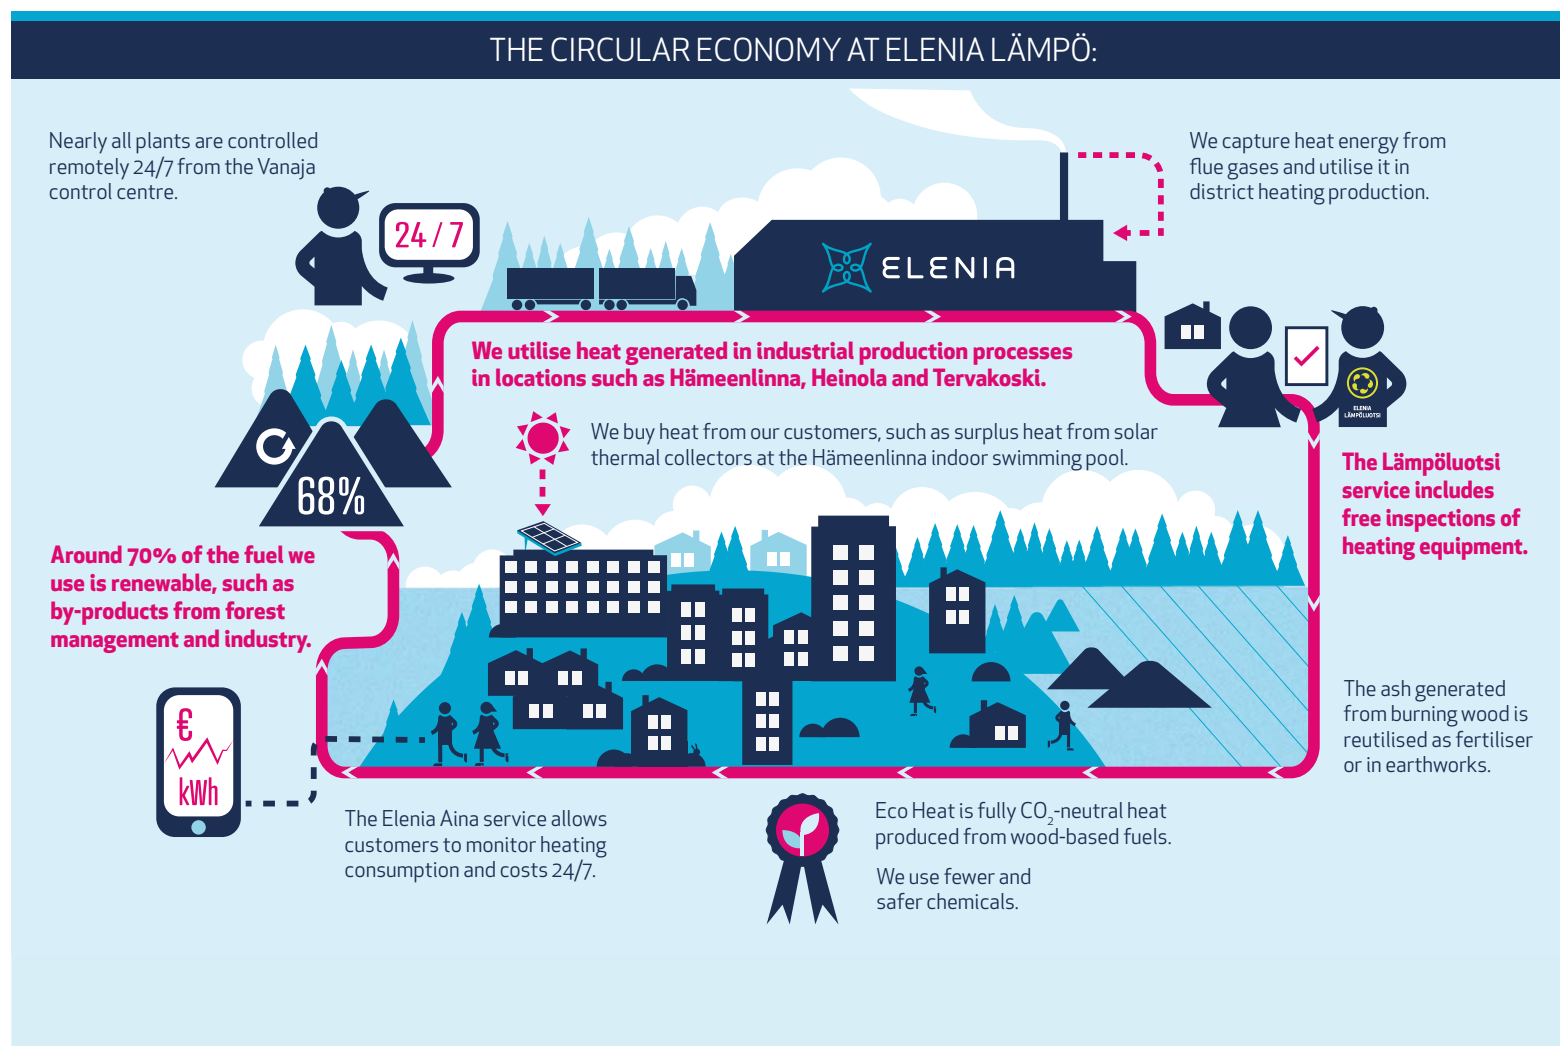 THE CIRCULAR ECONOMY AT ELENIA LÄMPÖ:
Nearly all plants are controlled
remotely 24/7 from the Vanaja
control centre.
24 / 7
We capture heat energy from
flue gases and utilise it in
district heating production.
ELENIA
We utilise heat generated in industrial production processes
in locations such as Hämeenlinna, Heinola and Tervakoski.
ELENIA
LÄMPÖLUOTSI
We buy heat from our customers, such as surplus heat from solar
thermal collectors at the Hämeenlinna indoor swimming pool.
68%
The Lämpöluotsi
service includes
free inspections of
heating equipment.
Around 70% of the fuel we
use is renewable, such as
by-products from forest
management and industry.
€
kWh
The ash generated
from burning wood is
reutilised as fertiliser
or in earthworks.
The Elenia Aina service allows
customers to monitor heating
consumption and costs 24/7.
Eco Heat is fully CO2-neutral heat
produced from wood-based fuels.
We use fewer and
safer chemicals.